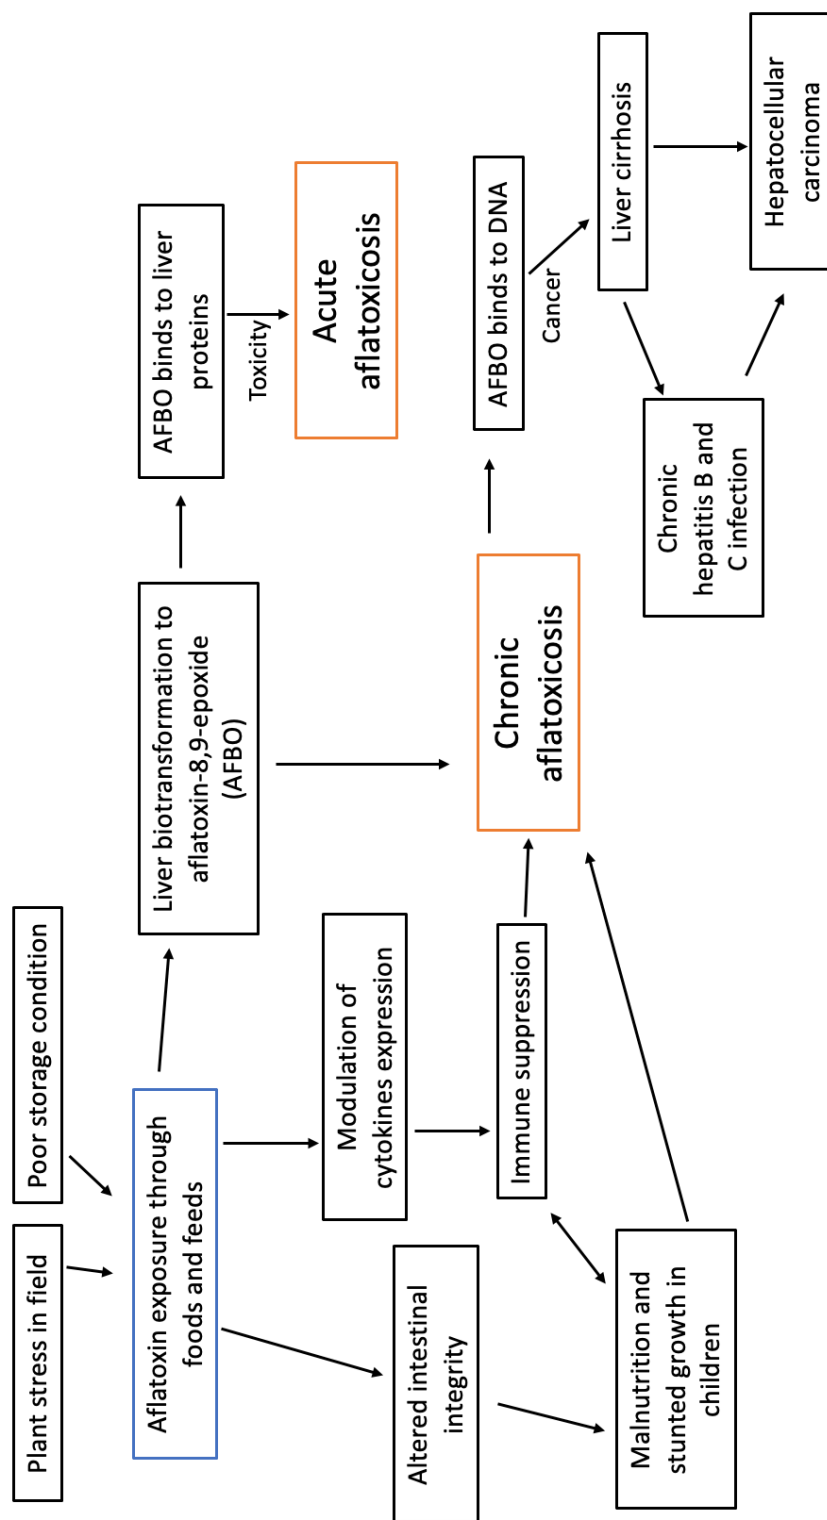 Plant stress in field
Poor storage condition
Aflatoxin exposure through
foods and feeds
Liver biotransformation to
aflatoxin-8,9-epoxide
(AFBO)
AFBO binds to liver
proteins
Toxicity
Acute
aflatoxicosis
Altered intestinal
integrity
Modulation of
cytokines expression
Immune suppression
Malnutrition and
stunted growth in
children
Chronic
aflatoxicosis
AFBO binds to DNA
Cancer
Liver cirrhosis
Chronic
hepatitis B and
C infection
Hepatocellular
carcinoma